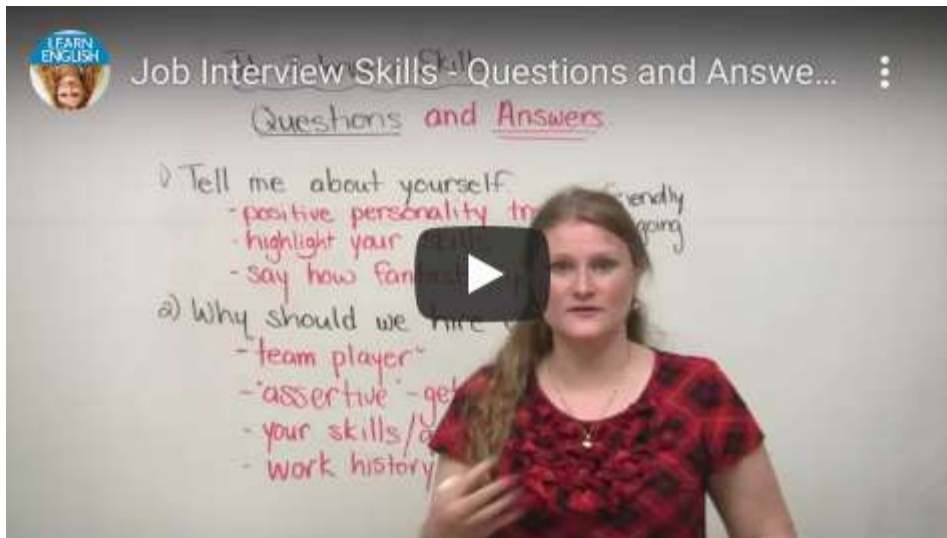 LEARN
ENGLISH
Job Interview Skills - Questions and Answe...
Questions and Answers
1) Tell me about yourself
- positive personality
- highlight your skills
- say how
2) Why should we hire
- "team player"
- "assertive" -
- your skills/
- work history